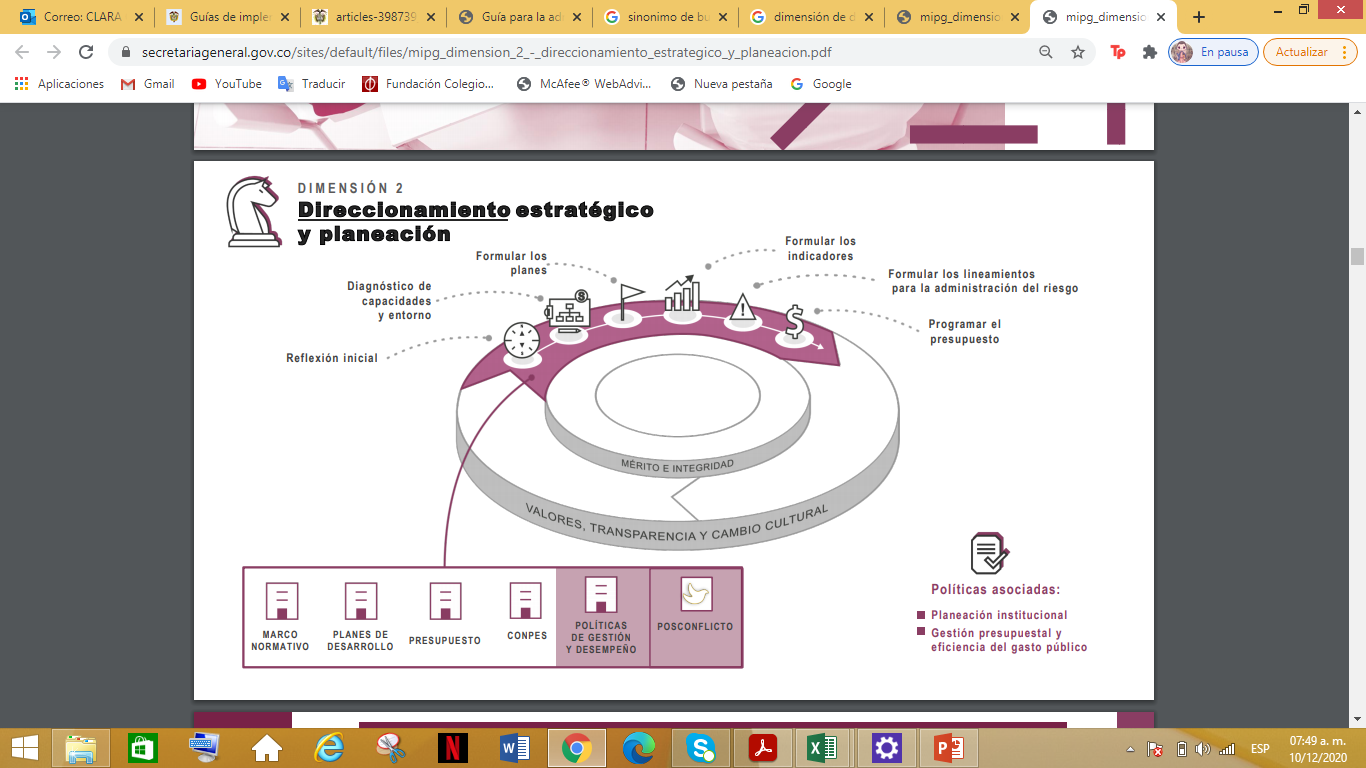 Correo: CLARA
Guías de imple
articles-398739
Guía para la ad
sinonimo de bu
dimensión de d
mipg_dimensio
mipg_dimensio
secretariageneral.gov.co/sites/default/files/mipg_dimension_2_-_direccionamiento_estrategico_y_planeacion.pdf
En pausa
Actualizar
Aplicaciones
Gmail
YouTube
Traducir
Fundación Colegio...
McAfee® WebAdvi...
Nueva pestaña
Google
DIMENSIÓN 2
Direccionamiento estratégico
y planeación
Reflexión inicial
Diagnóstico de
capacidades
y entorno
Formular los
planes
Formular los
indicadores
Formular los lineamientos
para la administración del riesgo
Programar el
presupuesto
MÉRITO E INTEGRIDAD
VALORES, TRANSPARENCIA Y CAMBIO CULTURAL
MARCO
NORMATIVO
PLANES DE
DESARROLLO
PRESUPUESTO
CONPES
POLÍTICAS
DE GESTIÓN
Y DESEMPEÑO
POSCONFLICTO
Políticas asociadas:
Planeación institucional
Gestión presupuestal y
eficiencia del gasto público
ESP
07:49 a. m.
10/12/2020